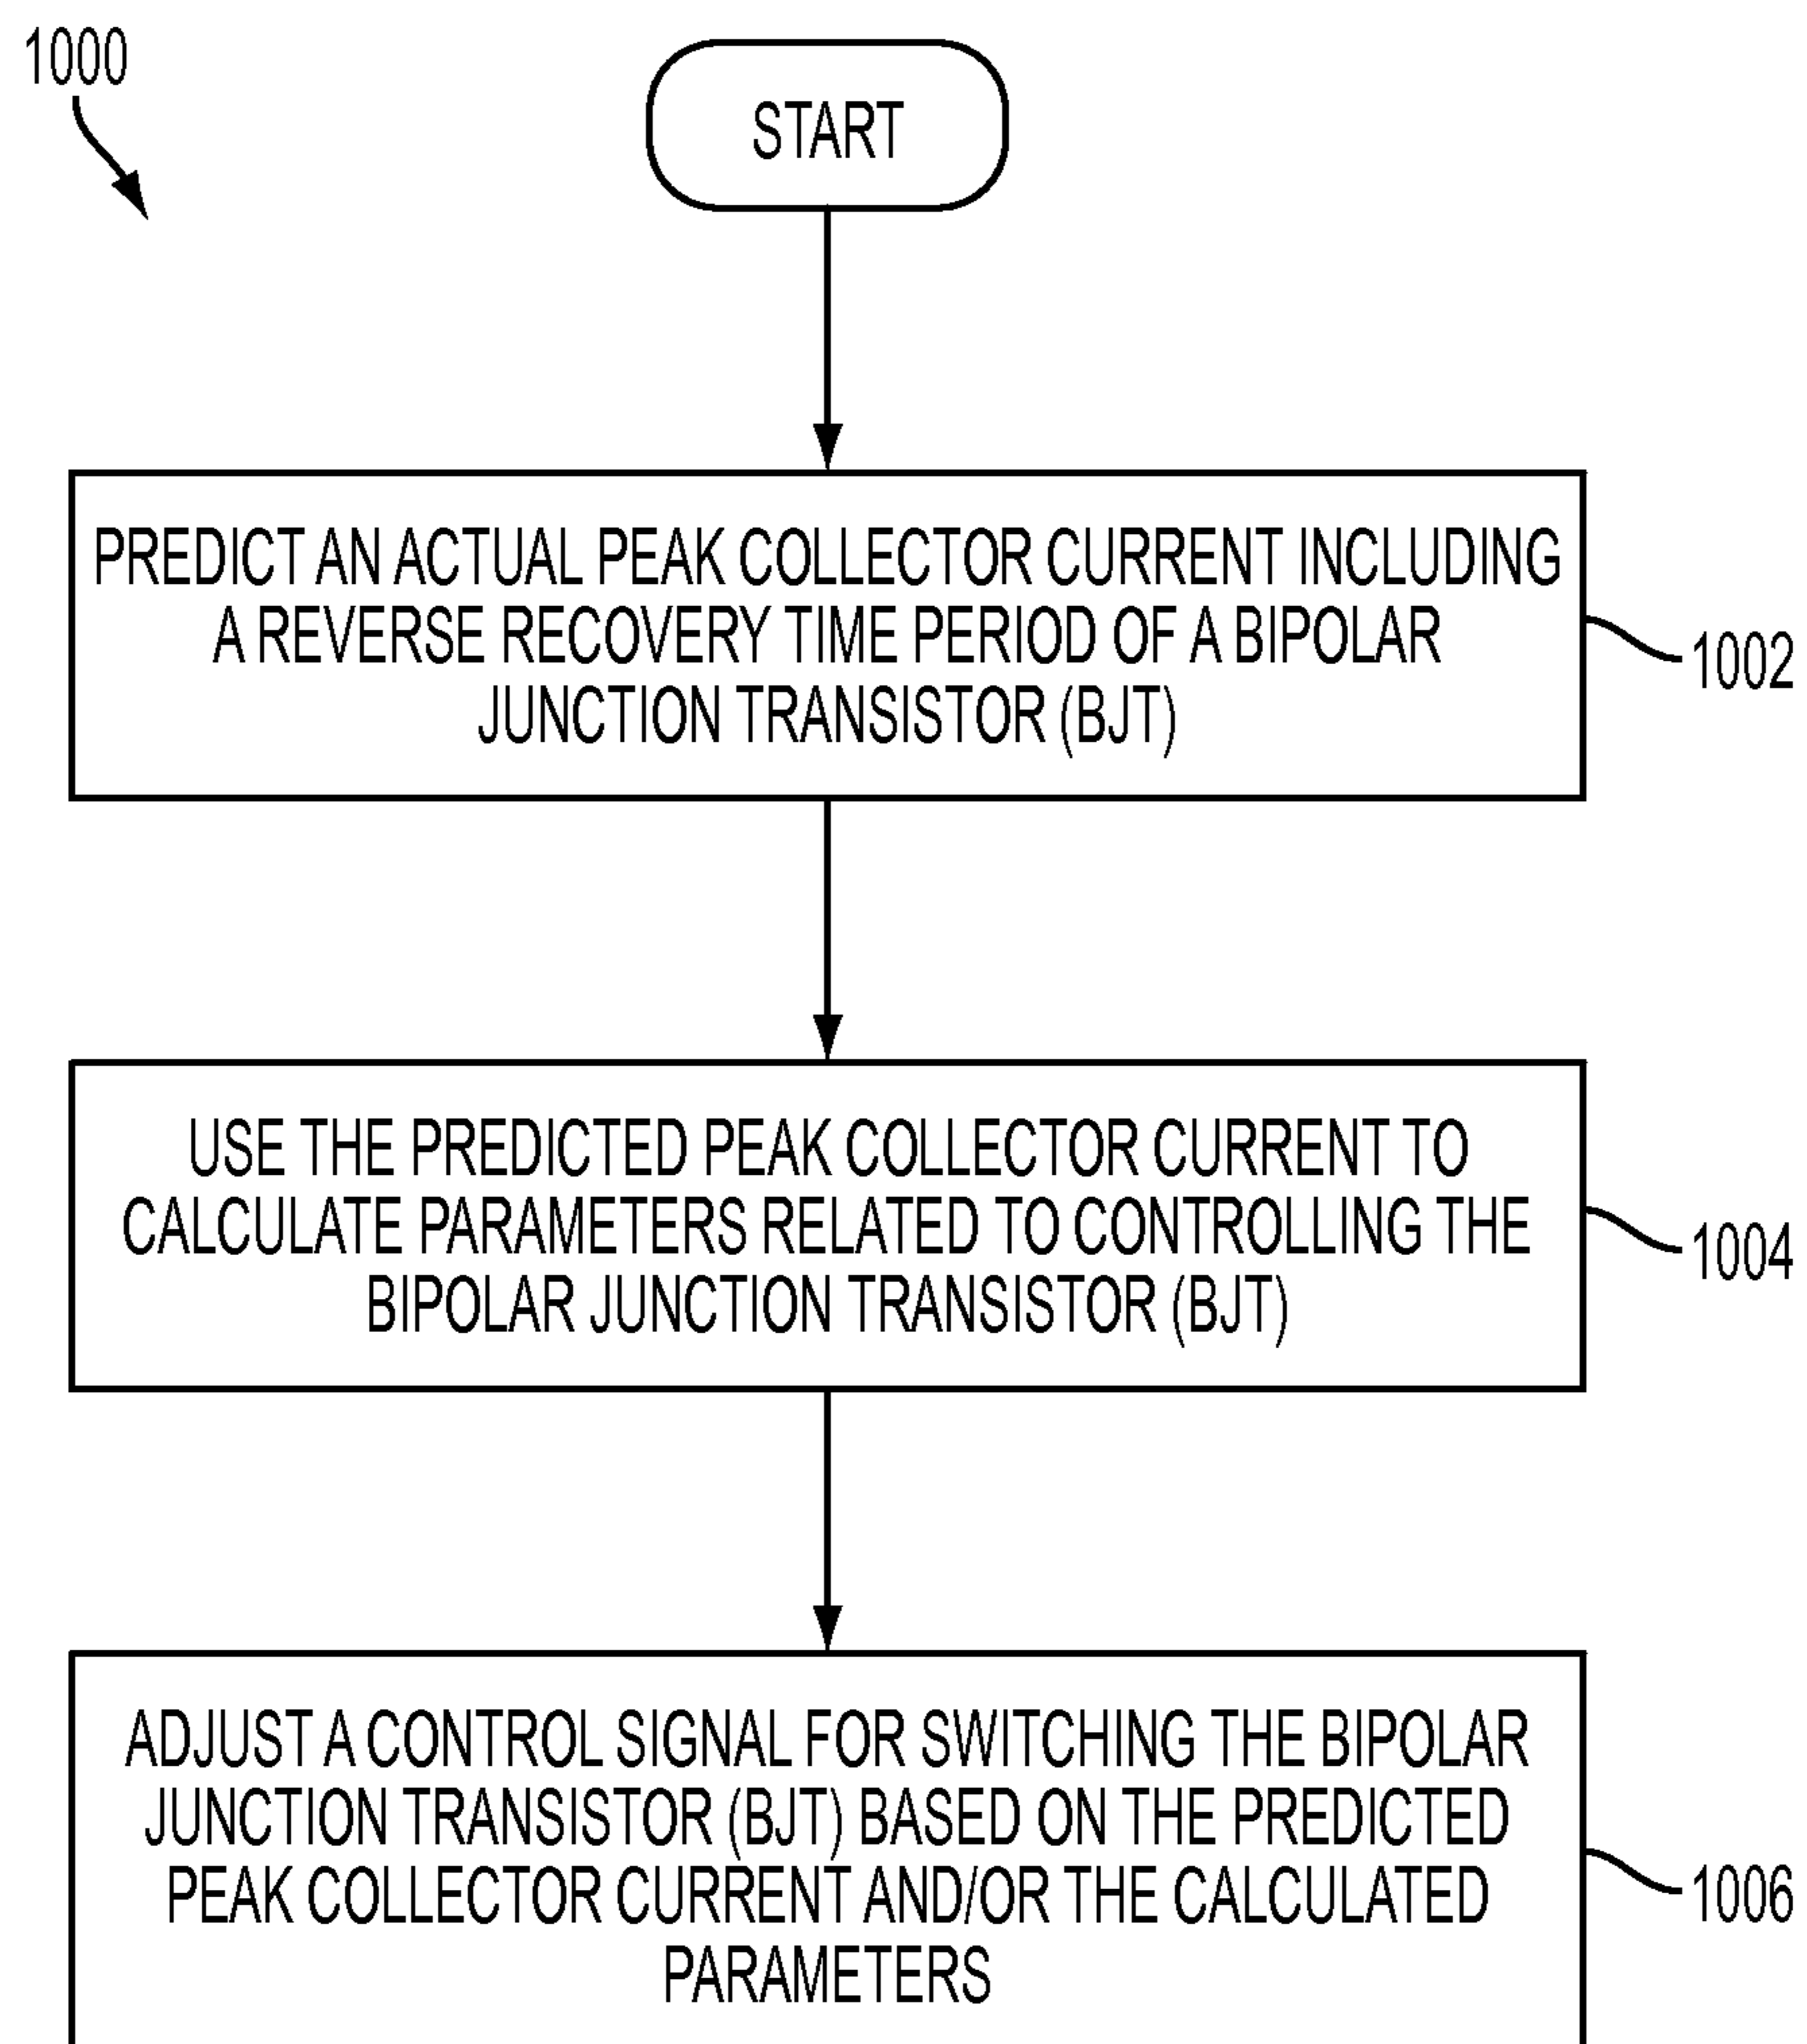 1000
START
PREDICT AN ACTUAL PEAK COLLECTOR CURRENT INCLUDING
A REVERSE RECOVERY TIME PERIOD OF A BIPOLAR
JUNCTION TRANSISTOR (BJT)
1002
USE THE PREDICTED PEAK COLLECTOR CURRENT TO
CALCULATE PARAMETERS RELATED TO CONTROLLING THE
BIPOLAR JUNCTION TRANSISTOR (BJT)
1004
ADJUST A CONTROL SIGNAL FOR SWITCHING THE BIPOLAR
JUNCTION TRANSISTOR (BJT) BASED ON THE PREDICTED
PEAK COLLECTOR CURRENT AND/OR THE CALCULATED
PARAMETERS
1006